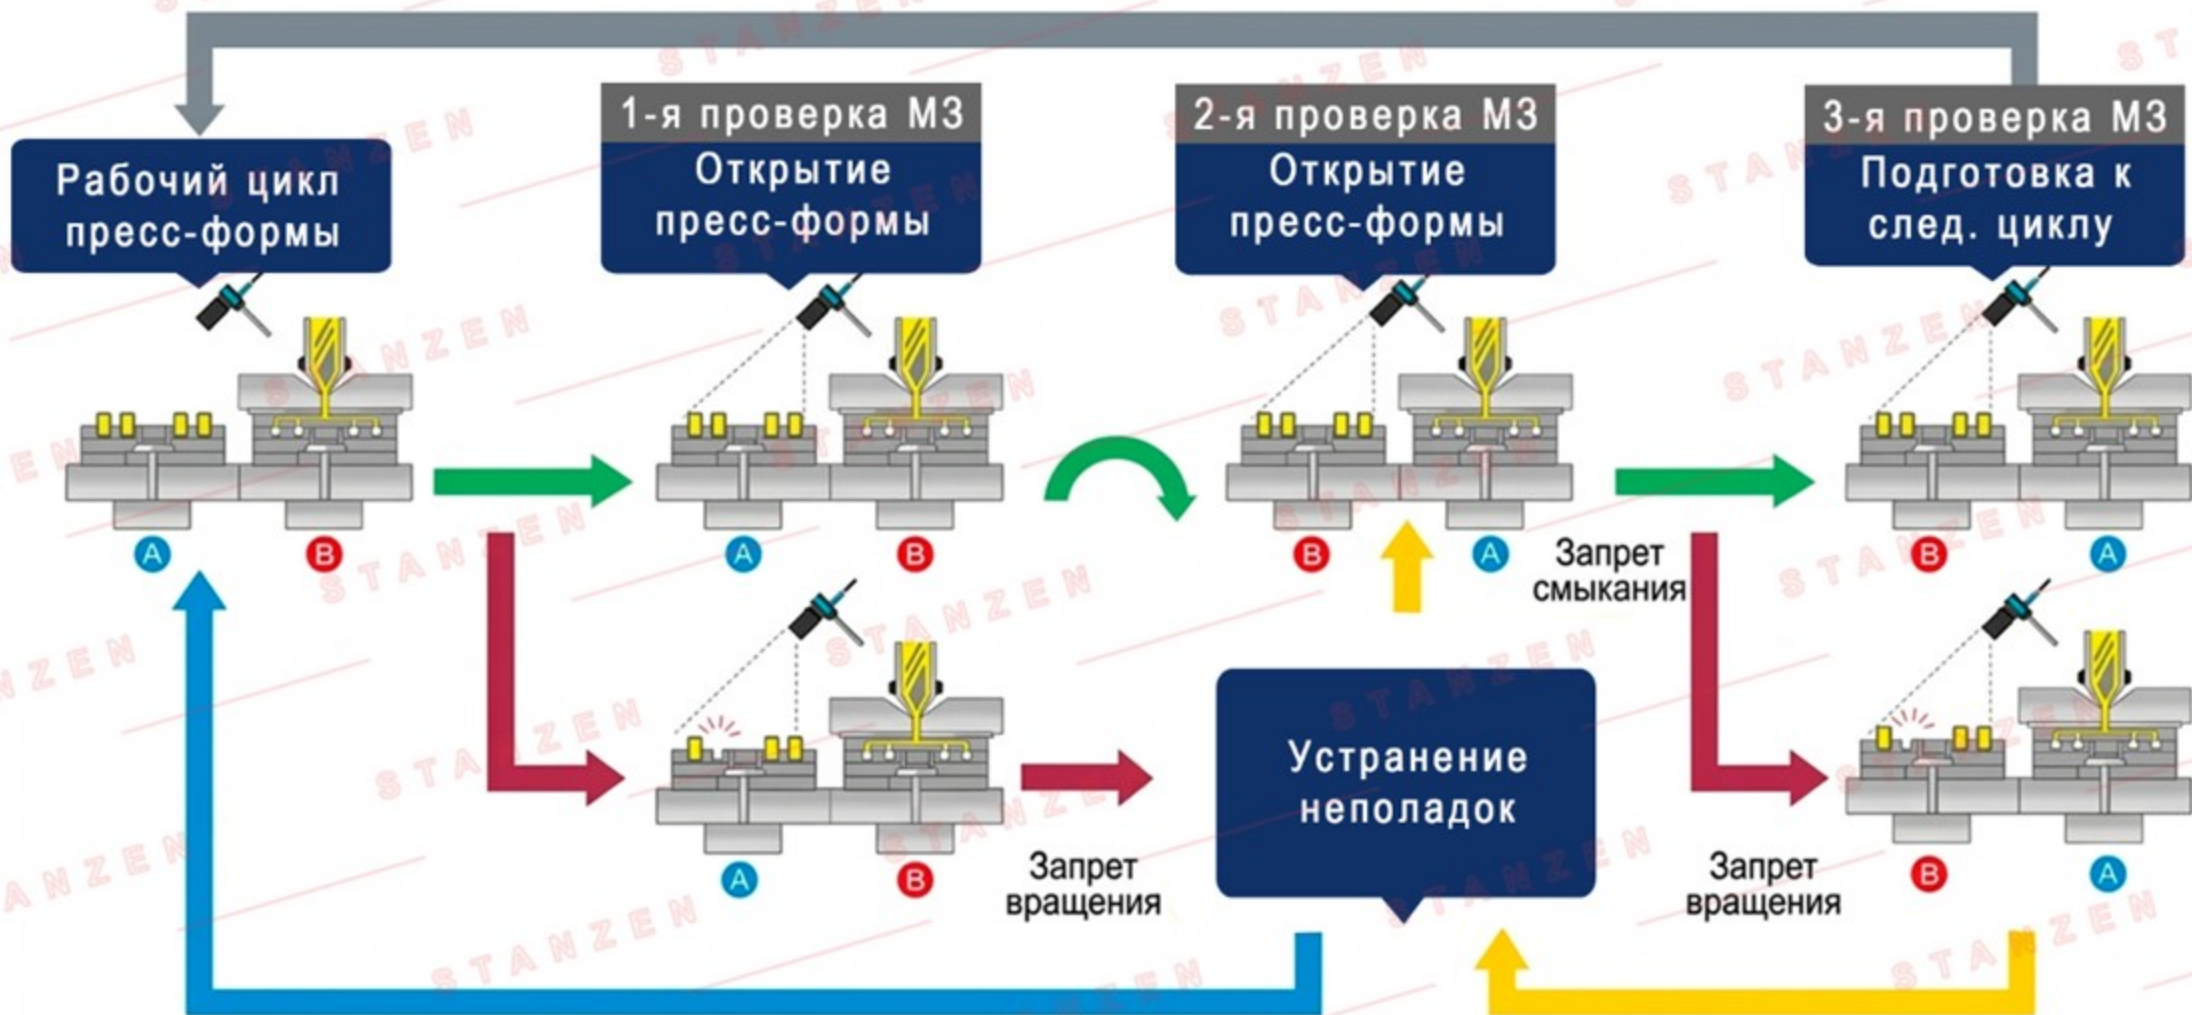 Рабочий цикл
пресс-формы
1-я проверка МЗ
Открытие
пресс-формы
2-я проверка МЗ
Открытие
пресс-формы
3-я проверка МЗ
Подготовка к
след. циклу
A
B
A
B
B
A
B
A
Запрет
смыкания
A
B
Запрет
вращения
Устранение
неполадок
Запрет
вращения
B
A
STANZEN